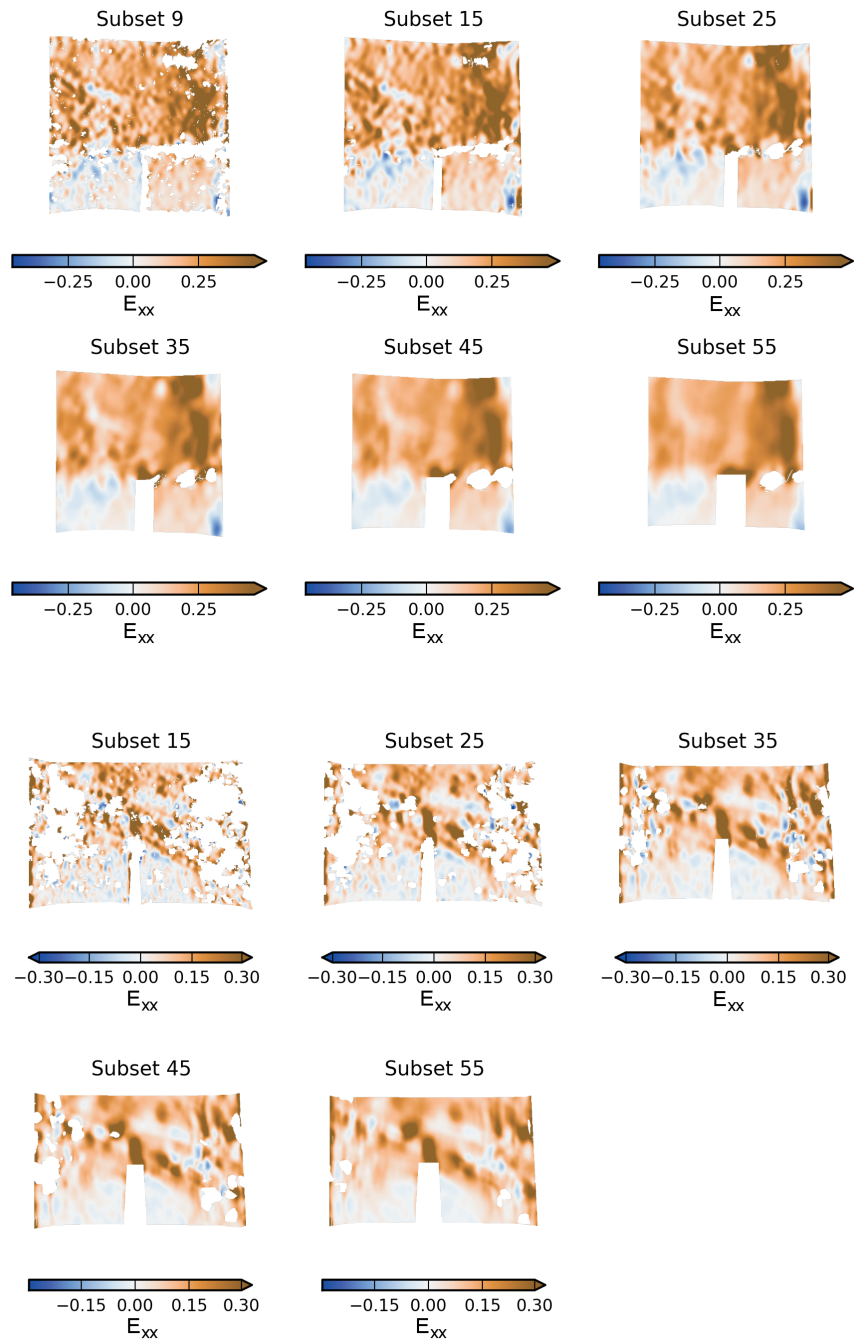 Subset 9 Subset 15 Subset 25
−0.25 0.00 0.25 −0.25 0.00 0.25 −0.25 0.00 0.25
Exx Exx Exx
Subset 35 Subset 45 Subset 55
−0.25 0.00 0.25 −0.25 0.00 0.25 −0.25 0.00 0.25
Exx Exx Exx
Subset 15 Subset 25 Subset 35
−0.30 −0.15 0.00 0.15 0.30 −0.30 −0.15 0.00 0.15 0.30 −0.30 −0.15 0.00 0.15 0.30
Exx Exx Exx
Subset 45 Subset 55
−0.15 0.00 0.15 0.30 −0.15 0.00 0.15 0.30
Exx Exx